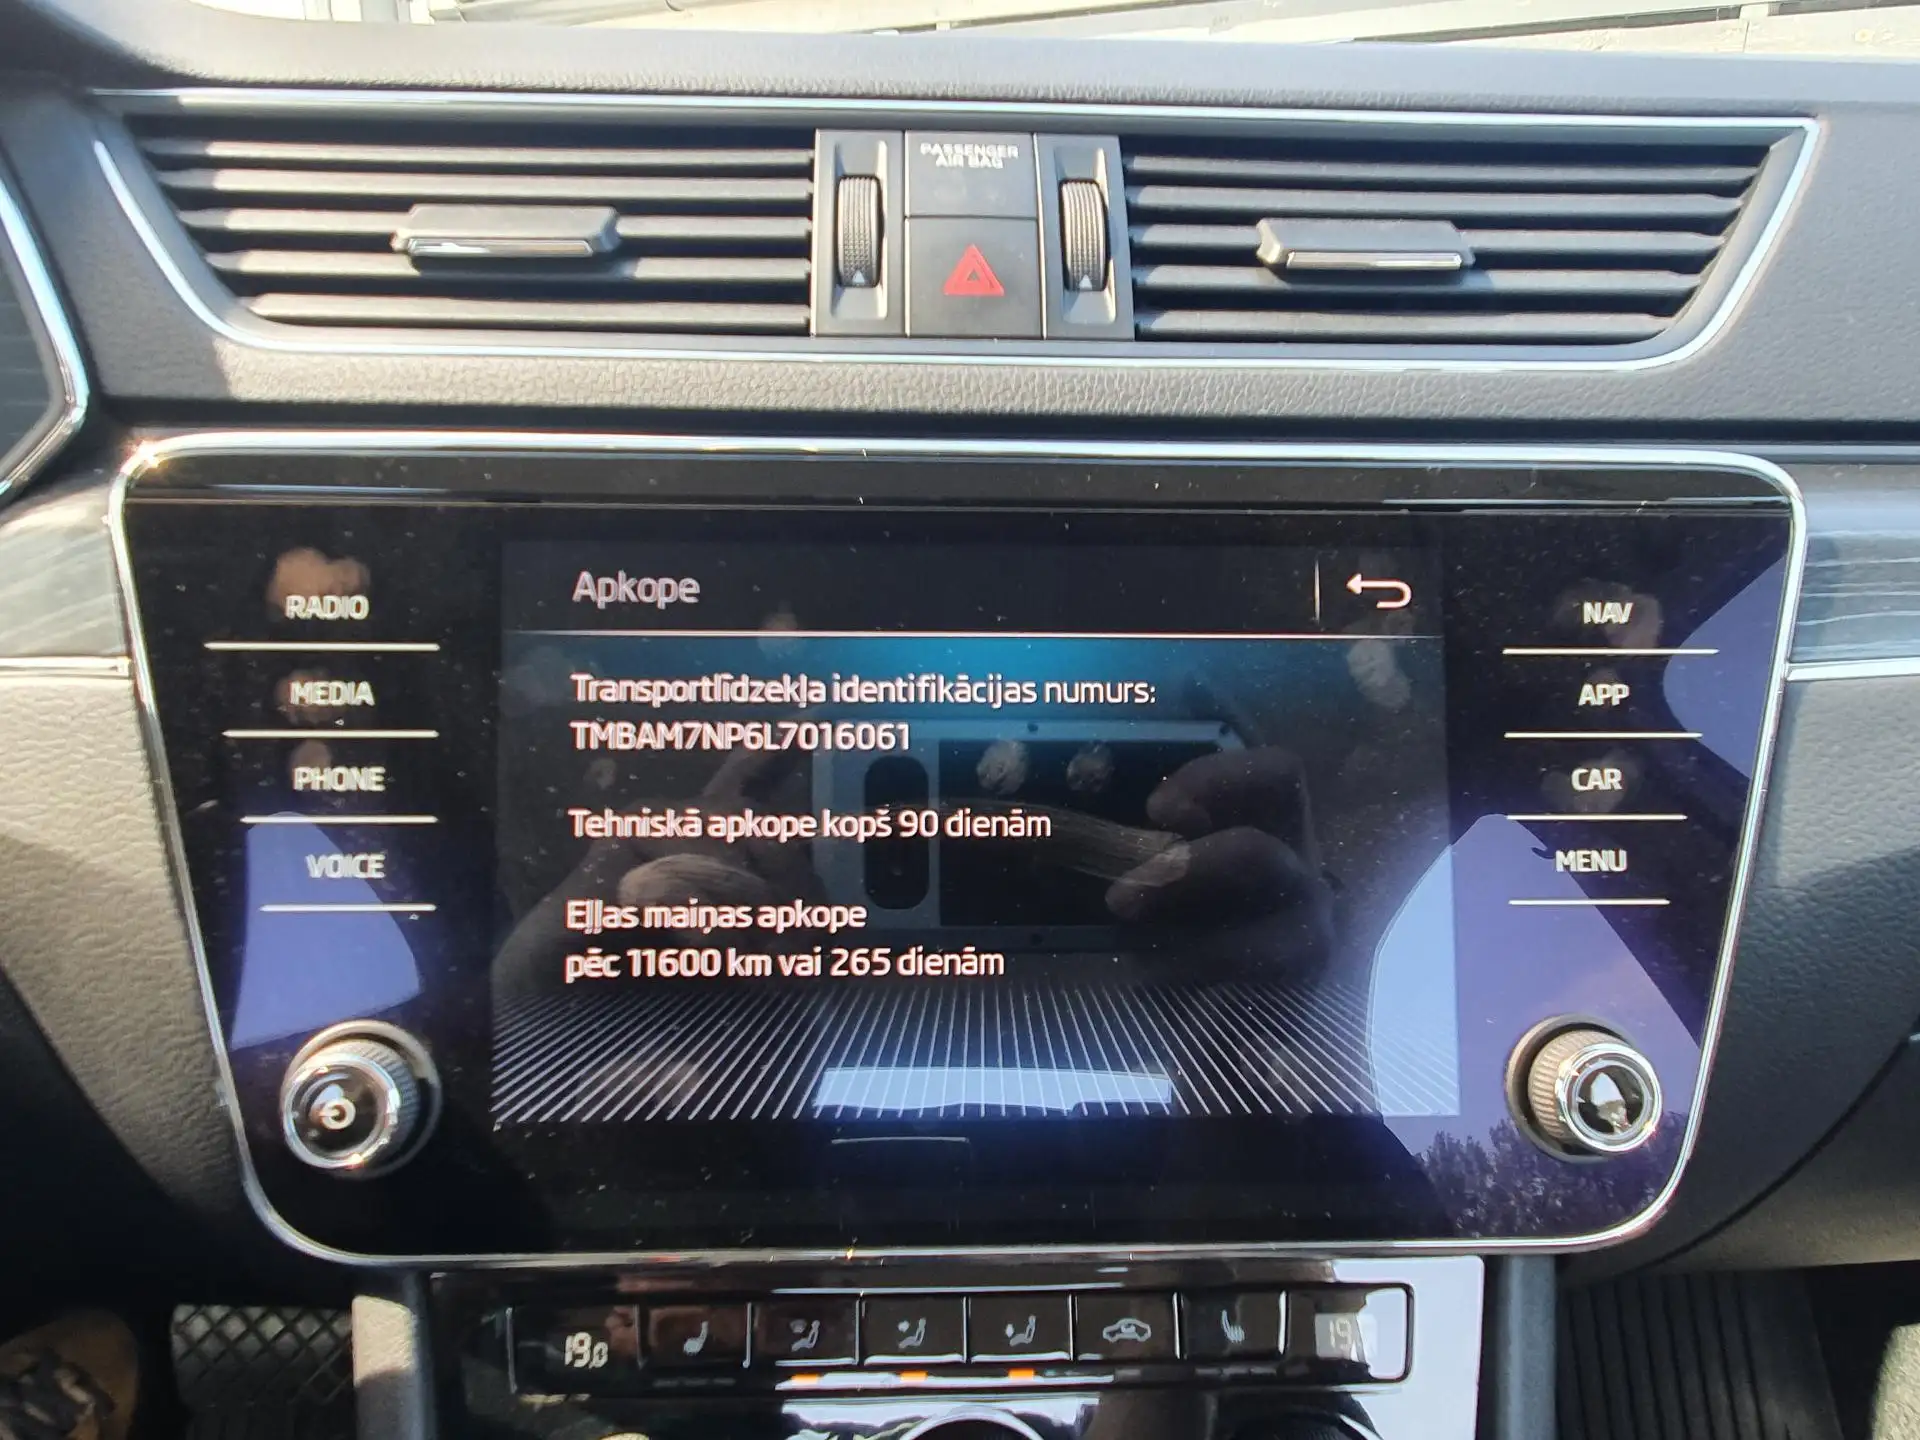 PASSENGER
AIR BAG
Apkope
RADIO
MEDIA
PHONE
VOICE
Transportlīdzekļa identifikācijas numurs:
TMBAM7NP6L7016061
Tehniskā apkope kopš 90 dienām
Eļļas maiņas apkope
pēc 11600 km vai 265 dienām
NAV
APP
CAR
MENU
19,0
19